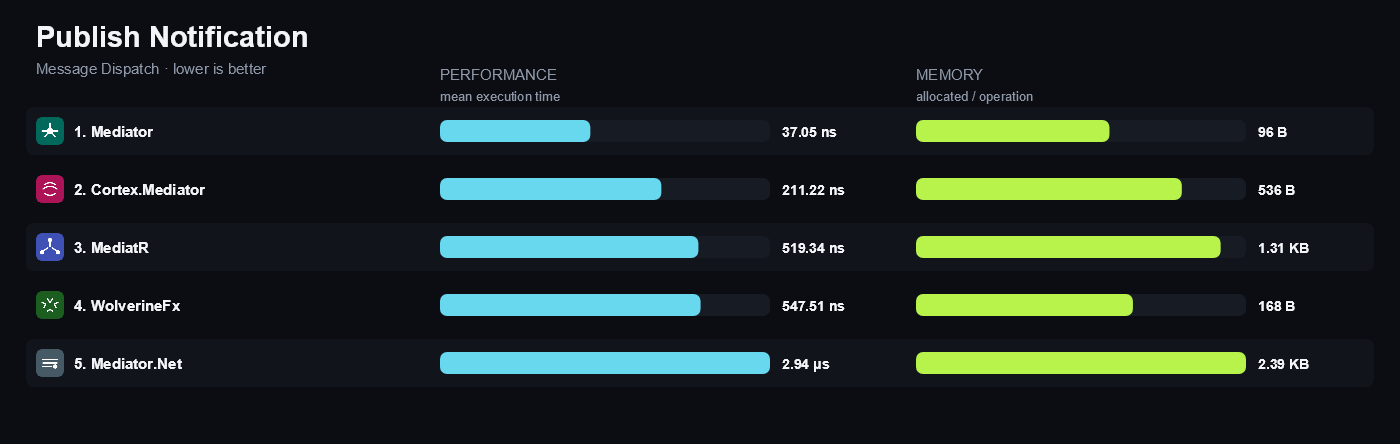 Publish Notification
Message Dispatch · lower is better
PERFORMANCE
mean execution time
MEMORY
allocated / operation
1. Mediator 37.05 ns 96 B
2. Cortex.Mediator 211.22 ns 536 B
3. MediatR 519.34 ns 1.31 KB
4. WolverineFx 547.51 ns 168 B
5. Mediator.Net 2.94 μs 2.39 KB